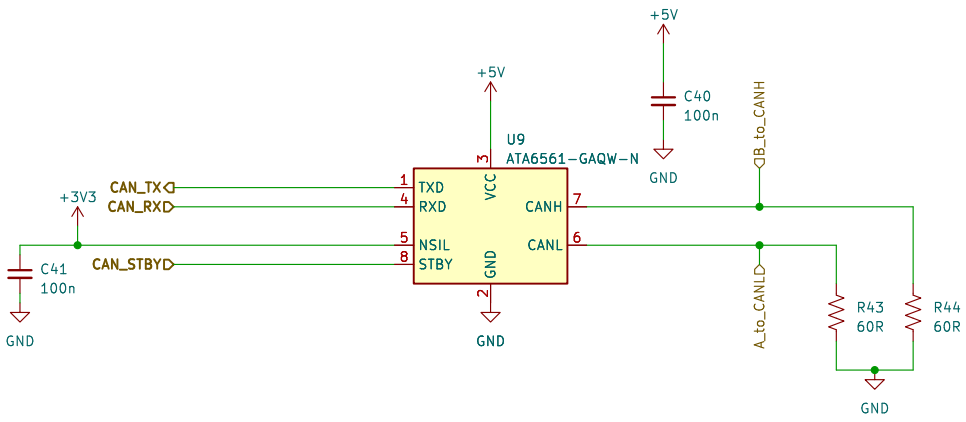 +5V
C40
100n
B_to_CANH
GND
+5V
U9
ATA6561-GAQW-N
3
VCC
CAN_TX
1
TXD
CAN_RX
4
RXD
CANH
7
+3V3
5
NSIL
CANL
6
CAN_STBY
8
STBY
GND
2
C41
100n
GND
GND
A_to_CANL
R43
60R
R44
60R
GND